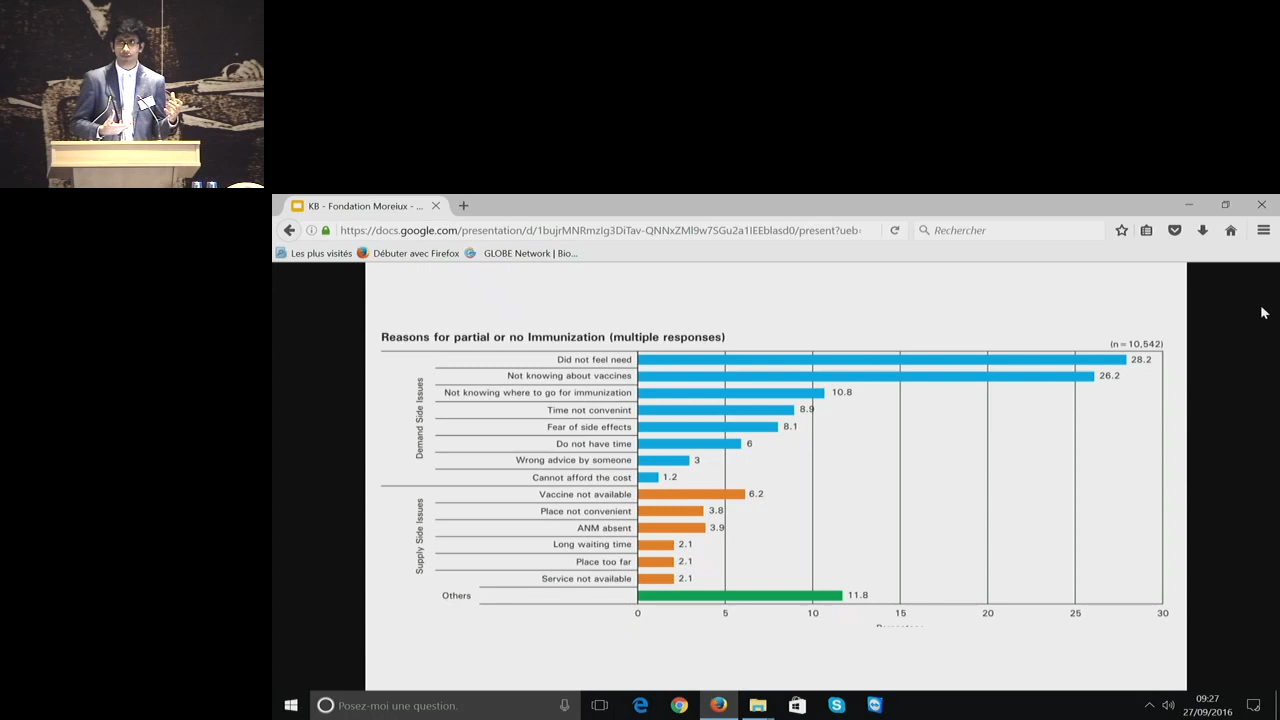 KB - Fondation Moreiux - ...
https://docs.google.com/presentation/d/1bujrMNRmzIg3DiTav-QNNxZMl9w7SGu2a1IEEblasd0/present?ueb=
Rechercher
Les plus visités Débuter avec Firefox GLOBE Network | Bio...
Reasons for partial or no Immunization (multiple responses)
(n = 10,542)
Demand Side Issues
Did not feel need 28.2
Not knowing about vaccines 26.2
Not knowing where to go for immunization 10.8
Time not convenint 8.9
Fear of side effects 8.1
Do not have time 6
Wrong advice by someone 3
Cannot afford the cost 1.2
Supply Side Issues
Vaccine not available 6.2
Place not convenient 3.8
ANM absent 3.9
Long waiting time 2.1
Place too far 2.1
Service not available 2.1
Others 11.8
0 5 10 15 20 25 30
Posez-moi une question.
09:27
27/09/2016